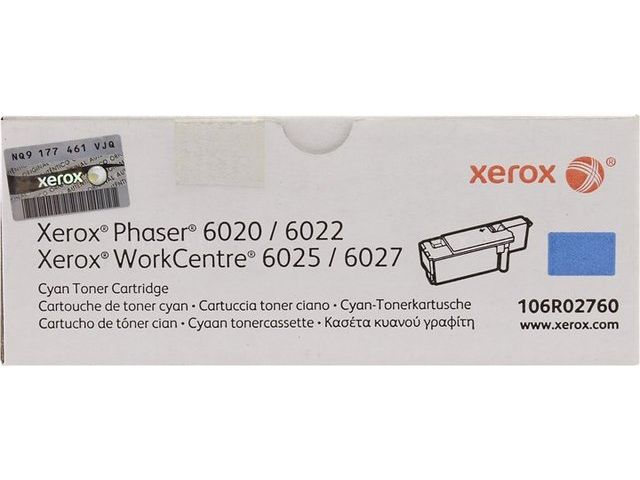 NQ9 177 461 VJQ
xerox
xerox
Xerox® Phaser® 6020 / 6022
Xerox® WorkCentre® 6025 / 6027
Cyan Toner Cartridge
Cartouche de toner cyan • Cartuccia toner ciano • Cyan-Tonerkartusche
Cartucho de tóner cian • Cyaan tonercassette • Κασέτα κυανού γραφίτη
106R02760
www.xerox.com